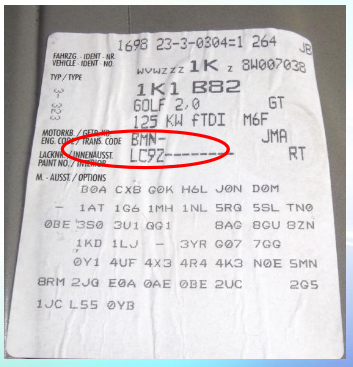 1698 23-3-0304=1 264 JB
FAHRZG. - IDENT - NR.
VEHICLE - IDENT - NO. WVWZZZ 1K Z 8W007038
TYP / TYPE 1K1 B82
3- 323 GOLF 2,0 GT
125 KW fTDI M6F
MOTORKB. / GETR.KB.
ENG. CODE / TRANS. CODE BMN- JMA
LACKNR. / INNENAUSST. LC9Z-------- RT
PAINT NO. / INTERIOR
M. - AUSST. / OPTIONS
B0A CXB G0K H6L J0N D0M
- 1AT 1G6 1MH 1NL 5RQ 5SL TN0
0BE 3S0 3U1 QG1 8AG 8GU 8ZN
1KD 1LJ - 3YR G07 7GG
0Y1 4UF 4X3 4R4 4K3 N0E 5MN
8RM 2JG E0A 0AE 0BE 2UC 2G5
1JC L55 0YB